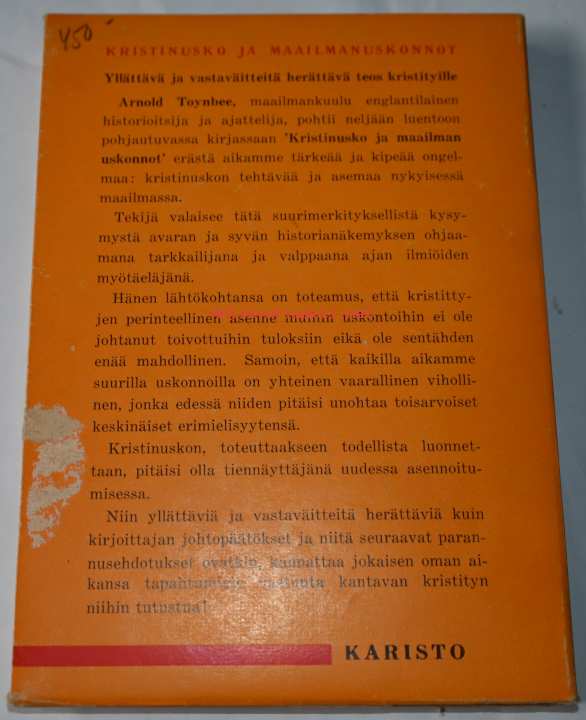 450
KRISTINUSKO JA MAAILMANUSKONNOT
Yllättävä ja vastaväitteitä herättävä teos kristityille
Arnold Toynbee, maailmankuulu englantilainen
historioitsija ja ajattelija, pohtii neljään luentoon
pohjautuvassa kirjassaan 'Kristinusko ja maailman
uskonnot' erästä aikamme tärkeää ja kipeää ongel-
maa: kristinuskon tehtävää ja asemaa nykyisessä
maailmassa.
Tekijä valaisee tätä suurimerkityksellistä kysy-
mystä avaran ja syvän historianäkemyksen ohjaa-
mana tarkkailijana ja valppaana ajan ilmiöiden
myötäeläjänä.
Hänen lähtökohtansa on toteamus, että kristitty-
jen perinteellinen asenne muihin uskontoihin ei ole
johtanut toivottuihin tuloksiin eikä ole sentähden
enää mahdollinen. Samoin, että kaikilla aikamme
suurilla uskonnoilla on yhteinen vaarallinen viholli-
nen, jonka edessä niiden pitäisi unohtaa toisarvoiset
keskinäiset erimielisyytensä.
Kristinuskon, toteuttaakseen todellista luonnet-
taan, pitäisi olla tiennäyttäjänä uudessa asennoitu-
misessa.
Niin yllättäviä ja vastaväitteitä herättäviä kuin
kirjoittajan johtopäätökset ja niitä seuraavat paran-
nusehdotukset ovatkin, kannattaa jokaisen oman ai-
kansa tapahtumista vastuuta kantavan kristityn
niihin tutustua!
KARISTO